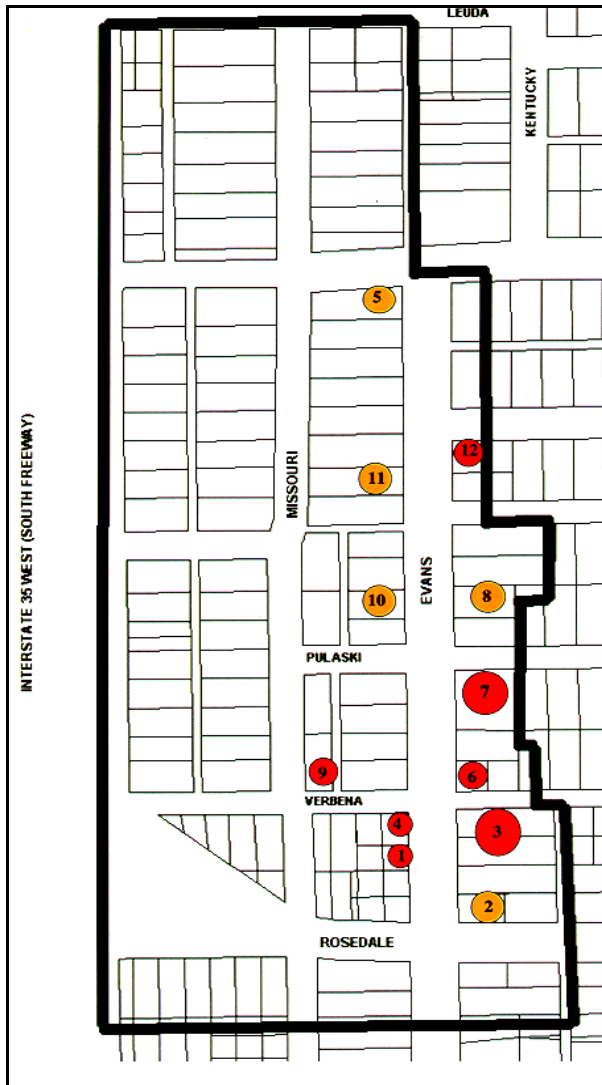 LEUDA
KENTUCKY
5
12
11
MISSOURI
INTERSTATE 35 WEST (SOUTH FREEWAY)
EVANS
8
10
PULASKI
7
9
6
VERBENA
4
3
1
2
ROSEDALE